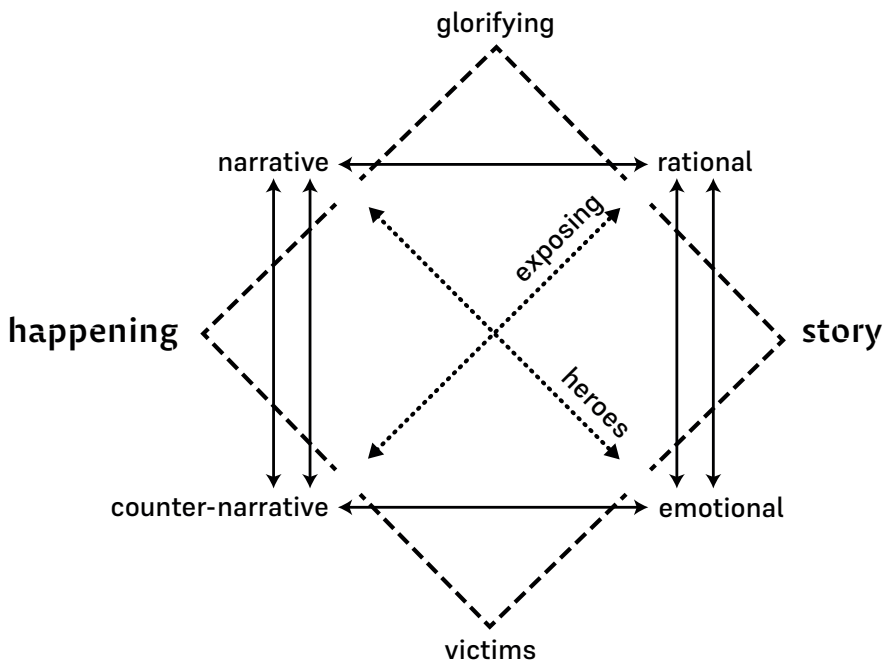 glorifying
narrative
rational
exposing
happening
story
heroes
counter-narrative
emotional
victims